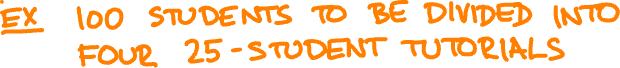 EX 100 STUDENTS TO BE DIVIDED INTO
FOUR 25-STUDENT TUTORIALS